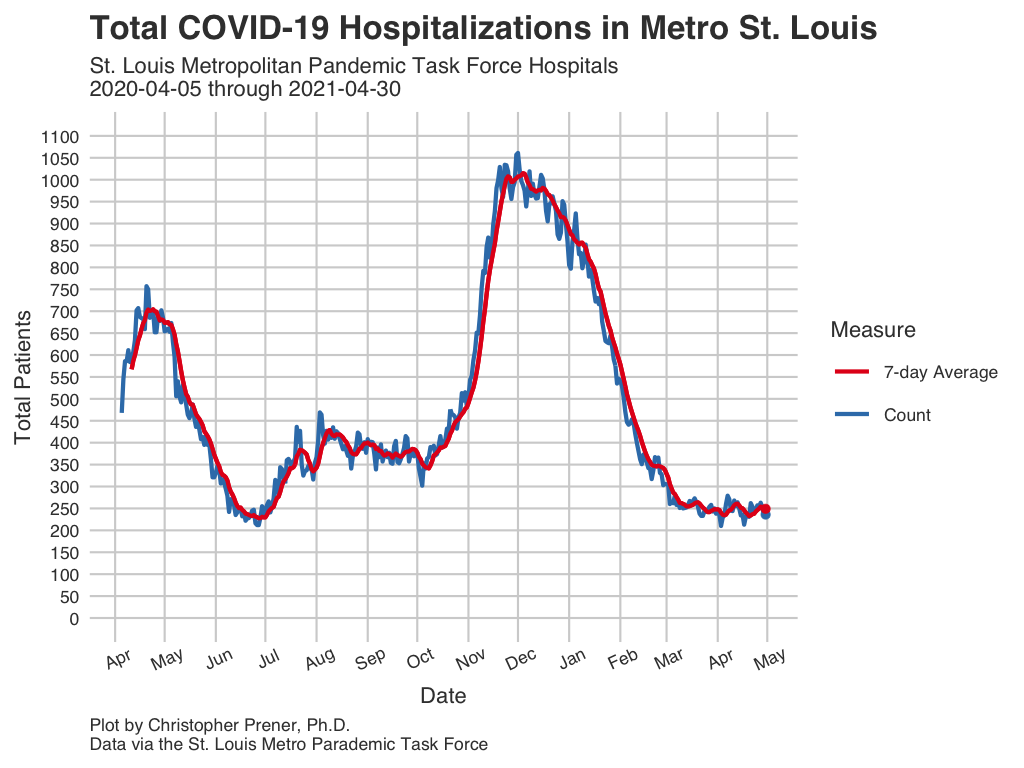 Total COVID-19 Hospitalizations in Metro St. Louis
St. Louis Metropolitan Pandemic Task Force Hospitals
2020-04-05 through 2021-04-30
1100
1050
1000
950
900
850
800
750
700
650
600
550
500
450
400
350
300
250
200
150
100
50
0
Total Patients
Apr May Jun Jul Aug Sep Oct Nov Dec Jan Feb Mar Apr May
Date
Measure
7-day Average
Count
Plot by Christopher Prener, Ph.D.
Data via the St. Louis Metro Parademic Task Force